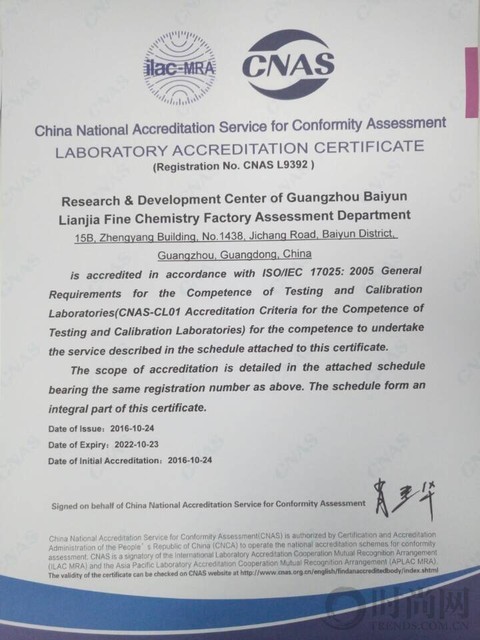 ilac-MRA
CNAS
China National Accreditation Service for Conformity Assessment
LABORATORY ACCREDITATION CERTIFICATE
(Registration No. CNAS L9392 )
Research & Development Center of Guangzhou Baiyun
Lianjia Fine Chemistry Factory Assessment Department
15B, Zhengyang Building, No.1438, Jichang Road, Baiyun District,
Guangzhou, Guangdong, China
is accredited in accordance with ISO/IEC 17025: 2005 General
Requirements for the Competence of Testing and Calibration
Laboratories(CNAS-CL01 Accreditation Criteria for the Competence of
Testing and Calibration Laboratories) for the competence to undertake
the service described in the schedule attached to this certificate.
The scope of accreditation is detailed in the attached schedule
bearing the same registration number as above. The schedule form an
integral part of this certificate.
Date of Issue: 2016-10-24
Date of Expiry: 2022-10-23
Date of Initial Accreditation: 2016-10-24
Signed on behalf of China National Accreditation Service for Conformity Assessment
China National Accreditation Service for Conformity Assessment(CNAS) is authorized by Certification and Accreditation
Administration of the People's Republic of China (CNCA) to operate the national accreditation schemes for conformity
assessment. CNAS is a signatory of the International Laboratory Accreditation Cooperation Mutual Recognition Arrangement
(ILAC MRA) and the Asia Pacific Laboratory Accreditation Cooperation Mutual Recognition Arrangement (APLAC MRA).
The validity of the certificate can be checked on CNAS website at http://www.cnas.org.cn/english/findanaccreditedbody/index.shtml
时尚网
TRENDS.COM.CN